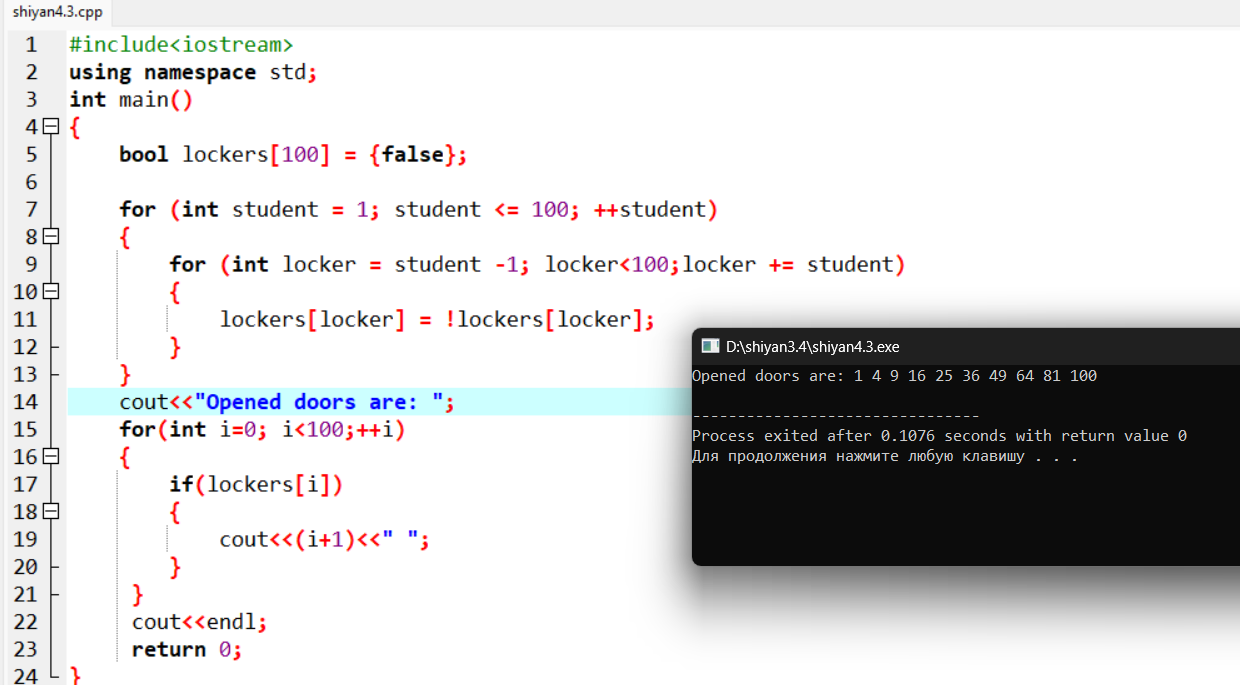 shiyan4.3.cpp
1 #include<iostream>
2 using namespace std;
3 int main()
4 {
5 bool lockers[100] = {false};
6
7 for (int student = 1; student <= 100; ++student)
8 {
9 for (int locker = student -1; locker<100;locker += student)
10 {
11 lockers[locker] = !lockers[locker];
12 }
13 }
14 cout<<"Opened doors are: ";
15 for(int i=0; i<100;++i)
16 {
17 if(lockers[i])
18 {
19 cout<<(i+1)<<" ";
20 }
21 }
22 cout<<endl;
23 return 0;
24 }
D:\shiyan3.4\shiyan4.3.exe
Opened doors are: 1 4 9 16 25 36 49 64 81 100
--------------------------------
Process exited after 0.1076 seconds with return value 0
Для продолжения нажмите любую клавишу . . .